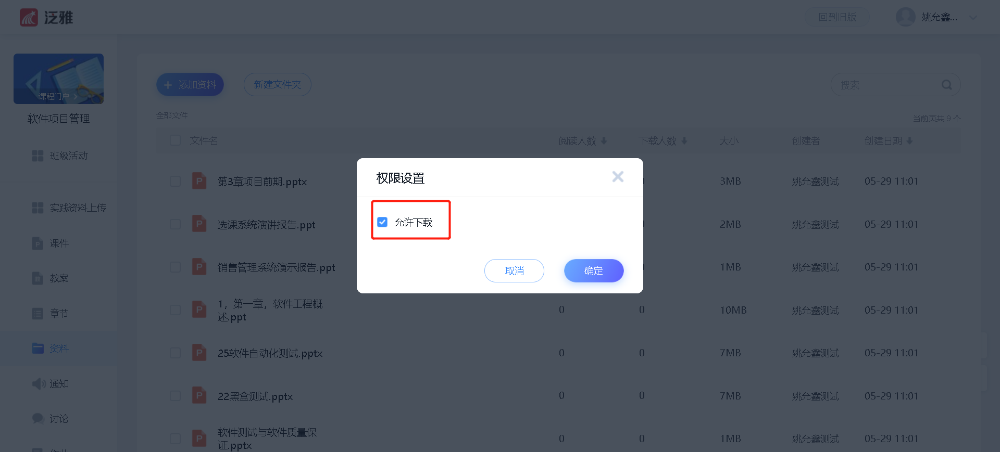 泛雅
回到旧版
姚允鑫...
课程门户
软件项目管理
班级活动
实践资料上传
课件
教案
章节
资料
通知
讨论
添加资料
新建文件夹
搜索
全部文件
当前页共 9 个
文件名 阅读人数 下载人数 大小 创建者 创建日期
第3章项目前期.pptx 3MB 姚允鑫测试 05-29 11:01
选课系统演讲报告.ppt 2MB 姚允鑫测试 05-29 11:01
销售管理系统演示报告.ppt 1MB 姚允鑫测试 05-29 11:01
1，第一章，软件工程概
述.ppt 0 0 10MB 姚允鑫测试 05-29 11:01
25软件自动化测试.pptx 0 0 7MB 姚允鑫测试 05-29 11:01
22黑盒测试.pptx 0 0 7MB 姚允鑫测试 05-29 11:01
软件测试与软件质量保
证.pptx 0 0 1MB 姚允鑫测试 05-29 11:01
权限设置
允许下载
取消
确定